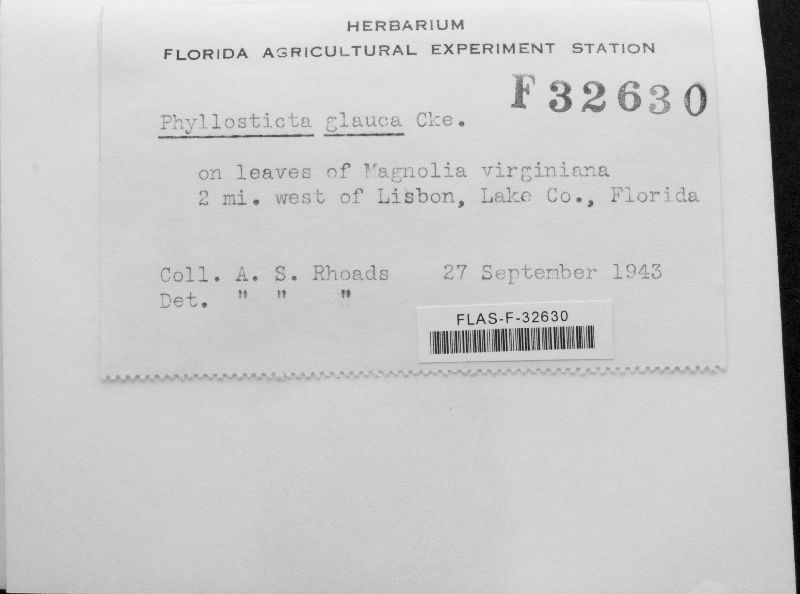 HERBARIUM
FLORIDA AGRICULTURAL EXPERIMENT STATION
F32630
Phyllosticta glauca Cke.
on leaves of Magnolia virginiana
2 mi. west of Lisbon, Lake Co., Florida
Coll. A. S. Rhoads 27 September 1943
Det. " " "
FLAS-F-32630